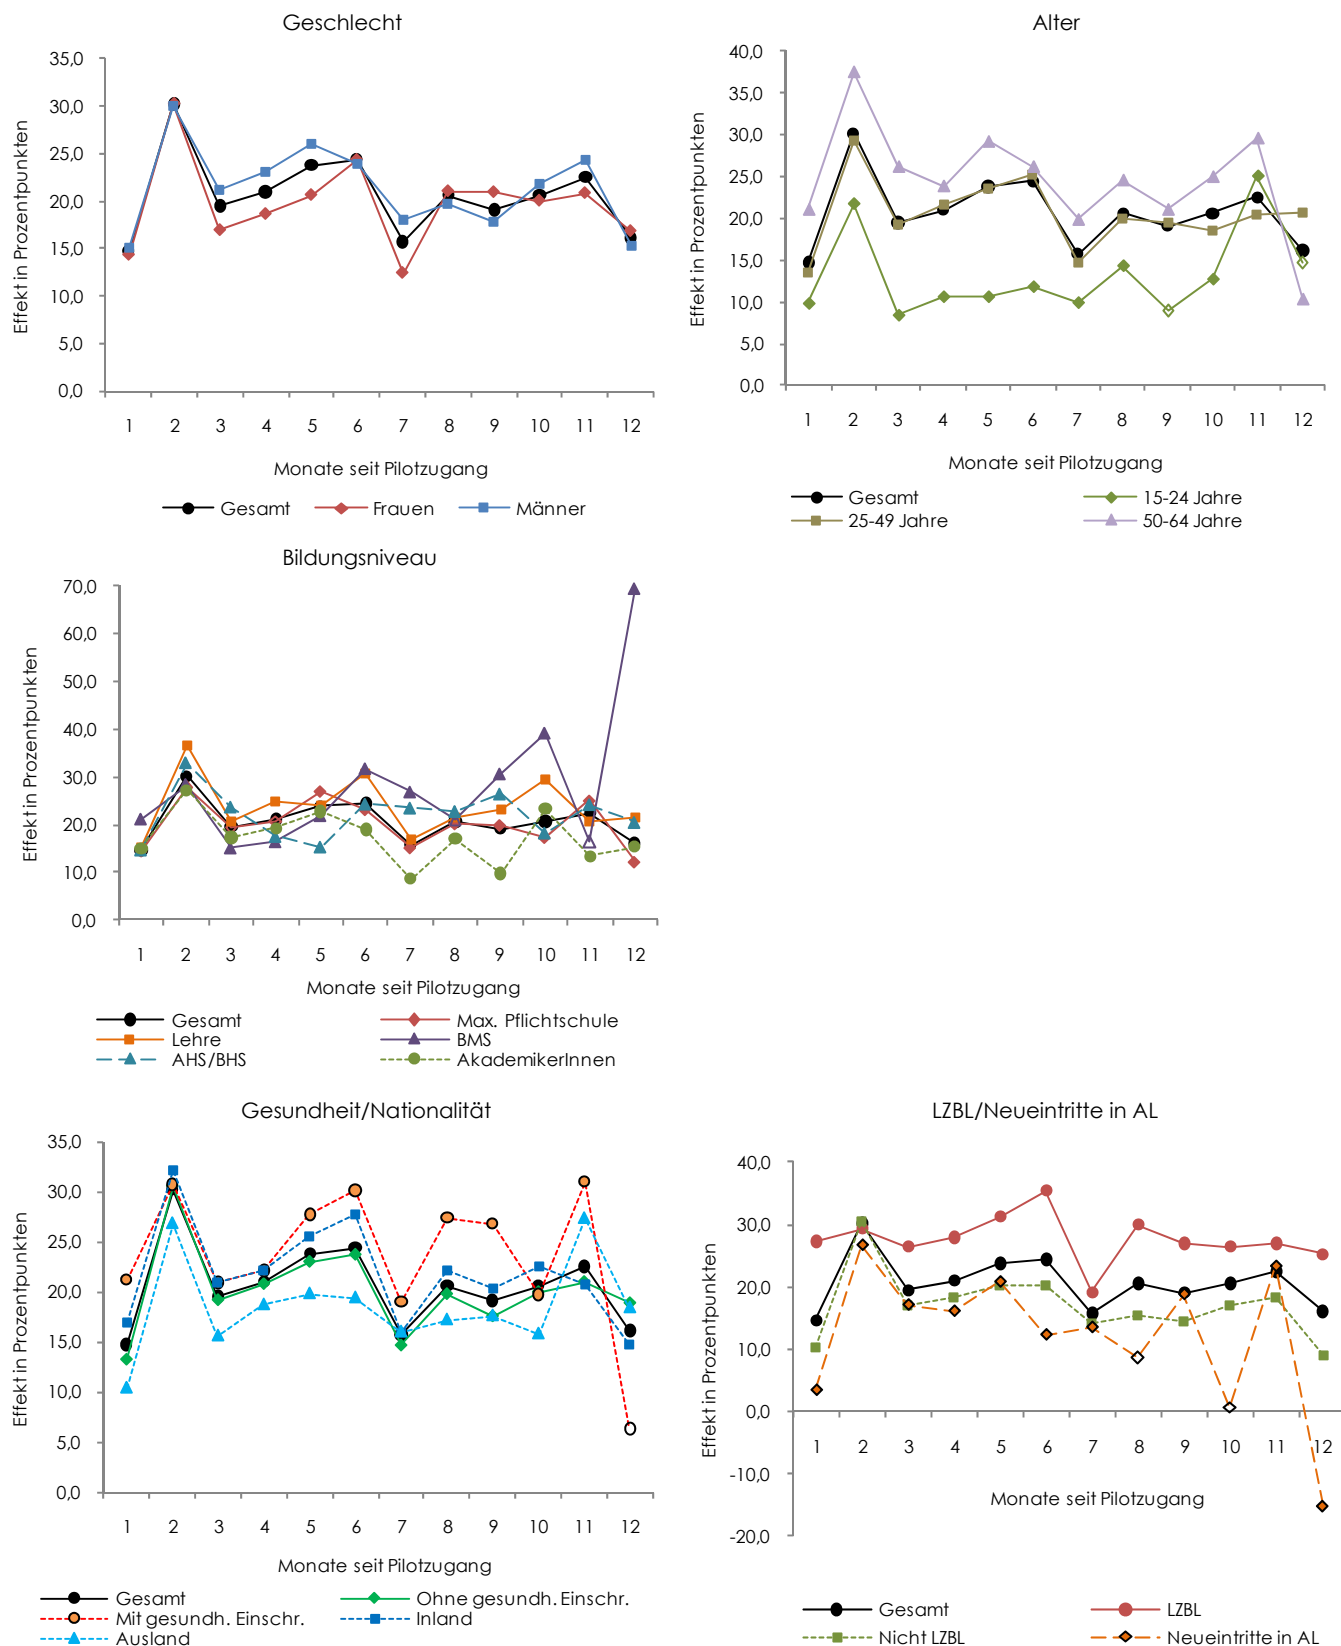 Geschlecht
35,0
30,0
25,0
20,0
15,0
10,0
5,0
0,0
Effekt in Prozentpunkten
1 2 3 4 5 6 7 8 9 10 11 12
Monate seit Pilotzugang
Gesamt Frauen Männer
Alter
40,0
35,0
30,0
25,0
20,0
15,0
10,0
5,0
0,0
Effekt in Prozentpunkten
1 2 3 4 5 6 7 8 9 10 11 12
Monate seit Pilotzugang
Gesamt 15-24 Jahre
25-49 Jahre 50-64 Jahre
Bildungsniveau
70,0
60,0
50,0
40,0
30,0
20,0
10,0
0,0
Effekt in Prozentpunkten
1 2 3 4 5 6 7 8 9 10 11 12
Monate seit Pilotzugang
Gesamt Max. Pflichtschule
Lehre BMS
AHS/BHS AkademikerInnen
Gesundheit/Nationalität
35,0
30,0
25,0
20,0
15,0
10,0
5,0
0,0
Effekt in Prozentpunkten
1 2 3 4 5 6 7 8 9 10 11 12
Monate seit Pilotzugang
Gesamt Ohne gesundh. Einschr.
Mit gesundh. Einschr. Inland
Ausland
LZBL/Neueintritte in AL
40,0
30,0
20,0
10,0
0,0
-10,0
-20,0
Effekt in Prozentpunkten
1 2 3 4 5 6 7 8 9 10 11 12
Monate seit Pilotzugang
Gesamt LZBL
Nicht LZBL Neueintritte in AL